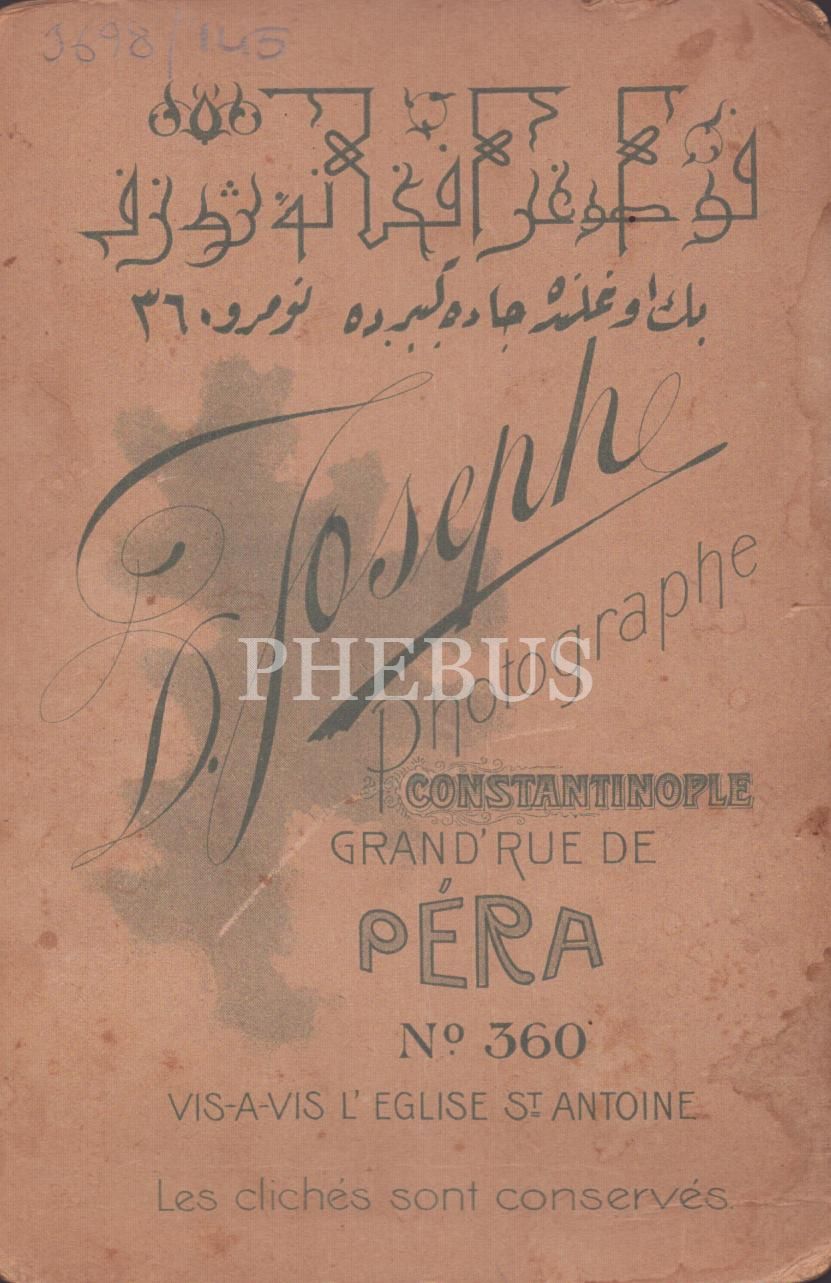 3698/145
فوطوغرافخانه ژوزف
بك اوغلنده جادهٔ كبيرده نومرو ٣٦٠
D. Joseph
Photographe
PHEBUS
CONSTANTINOPLE
GRAND' RUE DE
PÉRA
Nº 360
VIS-A-VIS L' EGLISE ST ANTOINE
Les clichés sont conservés.